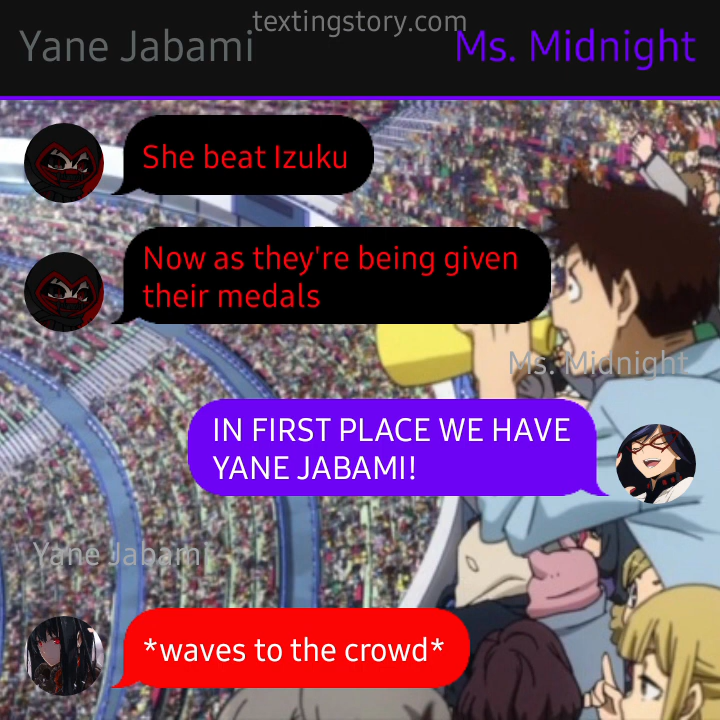 textingstory.com
Yane Jabami
Ms. Midnight
She beat Izuku
Now as they're being given
their medals
Ms. Midnight
IN FIRST PLACE WE HAVE
YANE JABAMI!
Yane Jabami
*waves to the crowd*